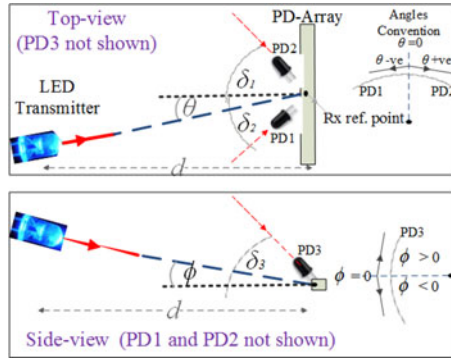 Top-view
(PD3 not shown)
PD-Array
Angles
Convention
θ=0
θ-ve
θ+ve
PD2
δ1
LED
Transmitter
PD1
PD2
θ
δ2
PD1
Rx ref. point
d
PD3
PD3
δ3
ϕ
ϕ = 0
ϕ > 0
ϕ < 0
d
Side-view (PD1 and PD2 not shown)